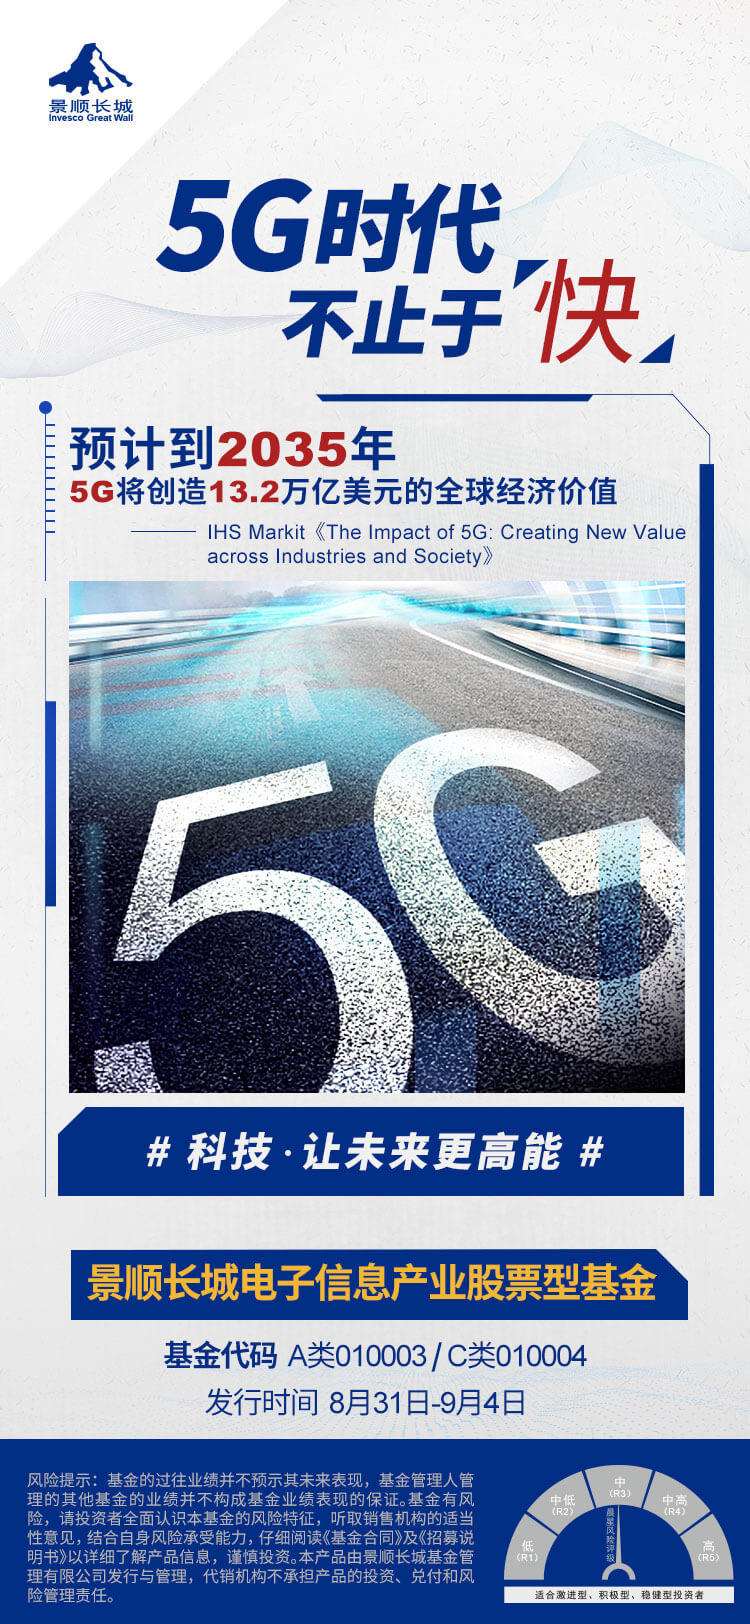 景顺长城
Invesco Great Wall
5G时代
不止于「快」
预计到2035年
5G将创造13.2万亿美元的全球经济价值
—— IHS Markit《The Impact of 5G: Creating New Value
across Industries and Society》
5G
# 科技·让未来更高能 #
景顺长城电子信息产业股票型基金
基金代码 A类010003 / C类010004
发行时间 8月31日-9月4日
风险提示：基金的过往业绩并不预示其未来表现，基金管理人管
理的其他基金的业绩并不构成基金业绩表现的保证。基金有风
险，请投资者全面认识本基金的风险特征，听取销售机构的适当
性意见，结合自身风险承受能力，仔细阅读《基金合同》及《招募说
明书》以详细了解产品信息，谨慎投资。本产品由景顺长城基金管
理有限公司发行与管理，代销机构不承担产品的投资、兑付和风
险管理责任。
低
（R1）
中低
（R2）
中
（R3）
中高
（R4）
高
（R5）
晨星风险评级
适合激进型、积极型、稳健型投资者